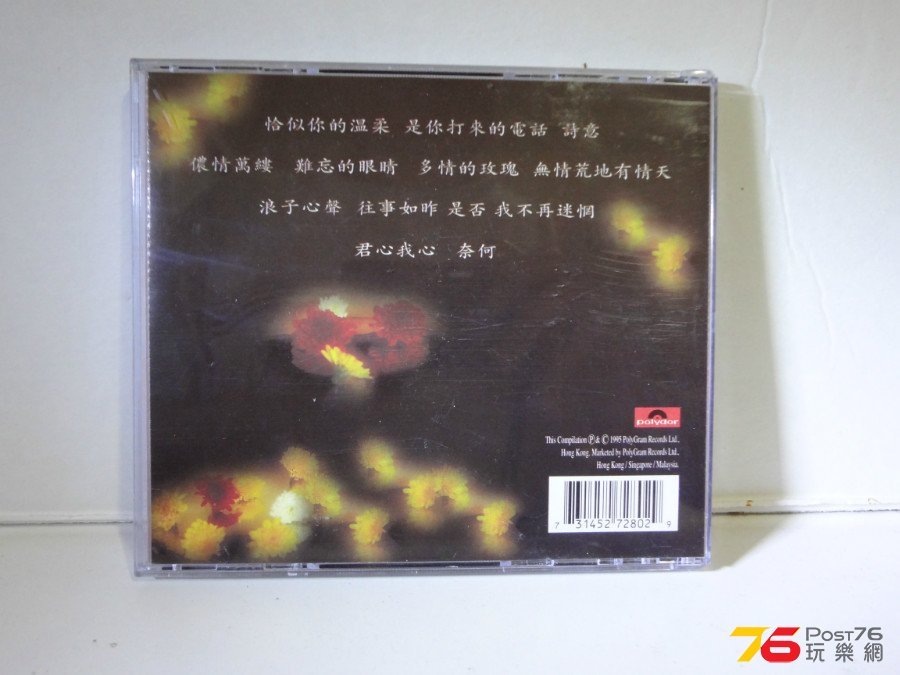 恰似你的溫柔 是你打來的電話 詩意
儂情萬縷 難忘的眼睛 多情的玫瑰 無情荒地有情天
浪子心聲 往事如昨 是否 我不再迷惘
君心我心 奈何
polydor
This Compilation Ⓟ & © 1995 PolyGram Records Ltd.,
Hong Kong. Marketed by PolyGram Records Ltd.,
Hong Kong / Singapore / Malaysia.
7 31452 72802 9
76 POST76
玩樂網